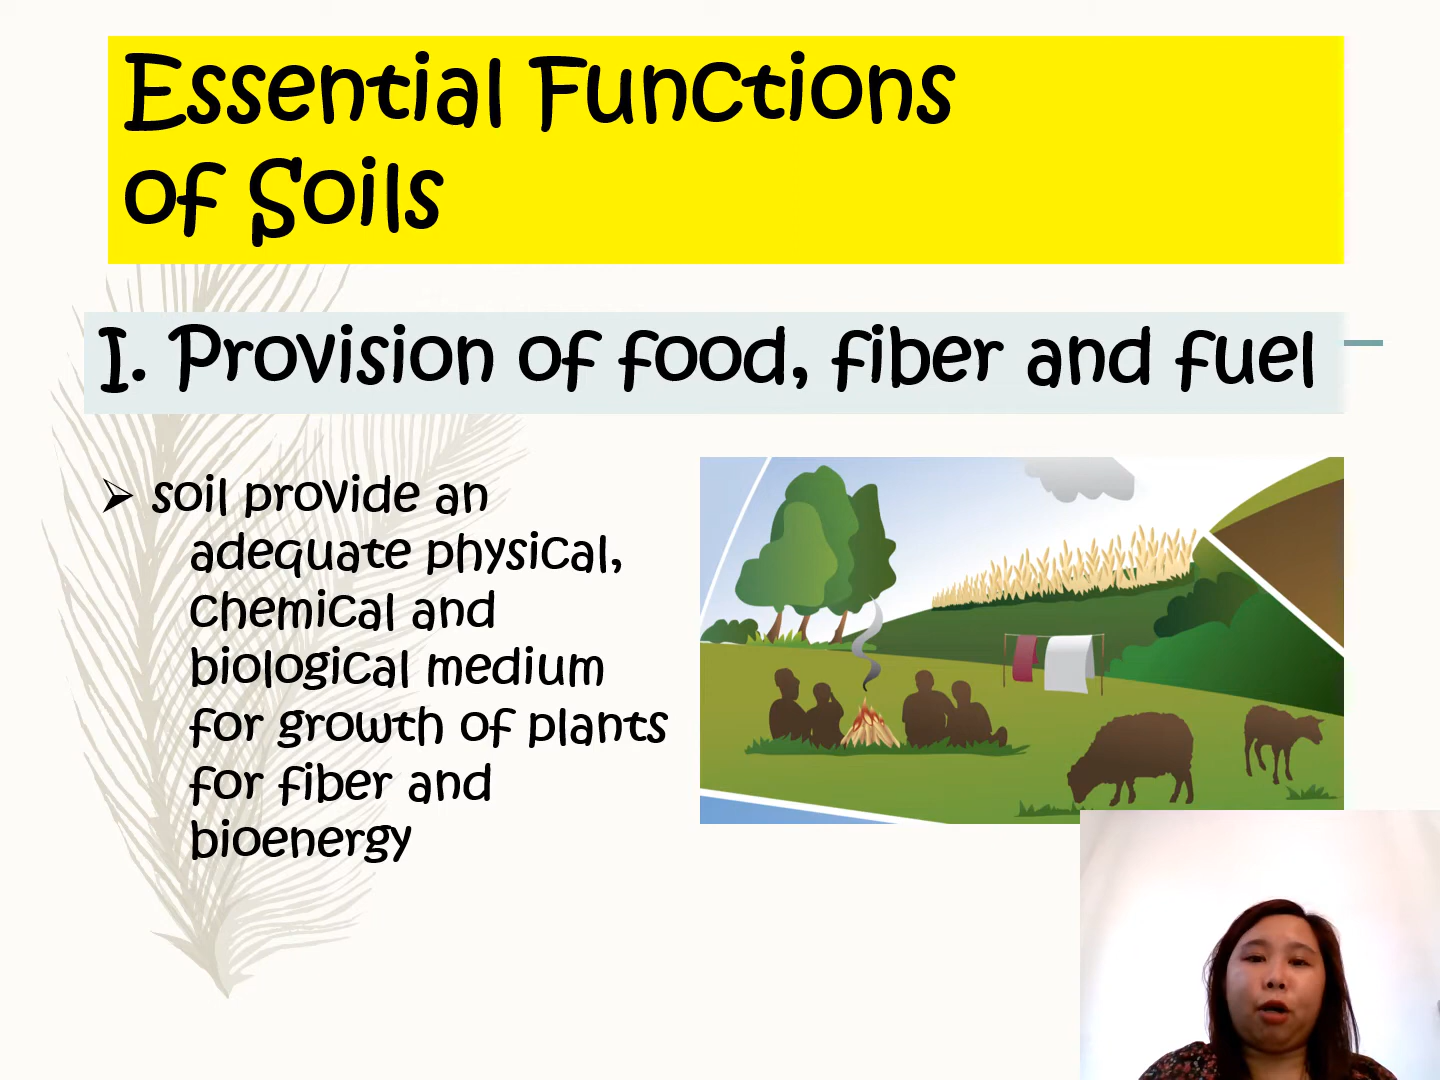 Essential Functions
of Soils
I. Provision of food, fiber and fuel
➢ soil provide an
adequate physical,
chemical and
biological medium
for growth of plants
for fiber and
bioenergy